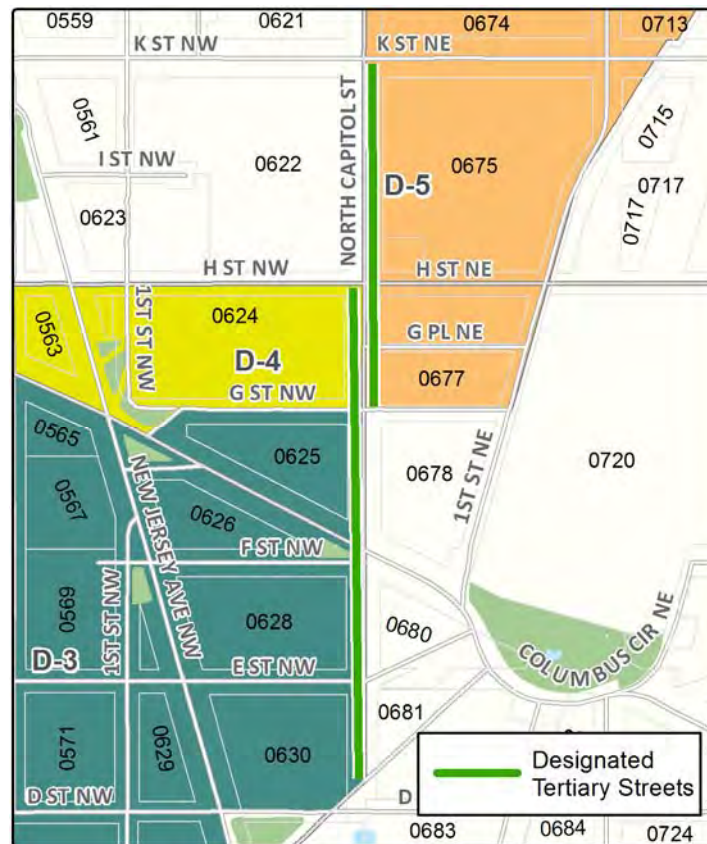 0559
0621
0674
0713
K ST NW
K ST NE
0561
NORTH CAPITOL ST
0715
I ST NW
0622
0675
0717
D-5
0623
0717
H ST NW
H ST NE
1ST ST NW
0624
0563
G PL NE
D-4
0677
G ST NW
0565
0625
0678
1ST ST NE
0720
0567
NEW JERSEY AVE NW
0626
F ST NW
0569
1ST ST NW
0628
0680
COLUMBUS CIR NE
D-3
E ST NW
0681
0571
0629
0630
Designated
Tertiary Streets
D ST NW
D
0683
0684
0724